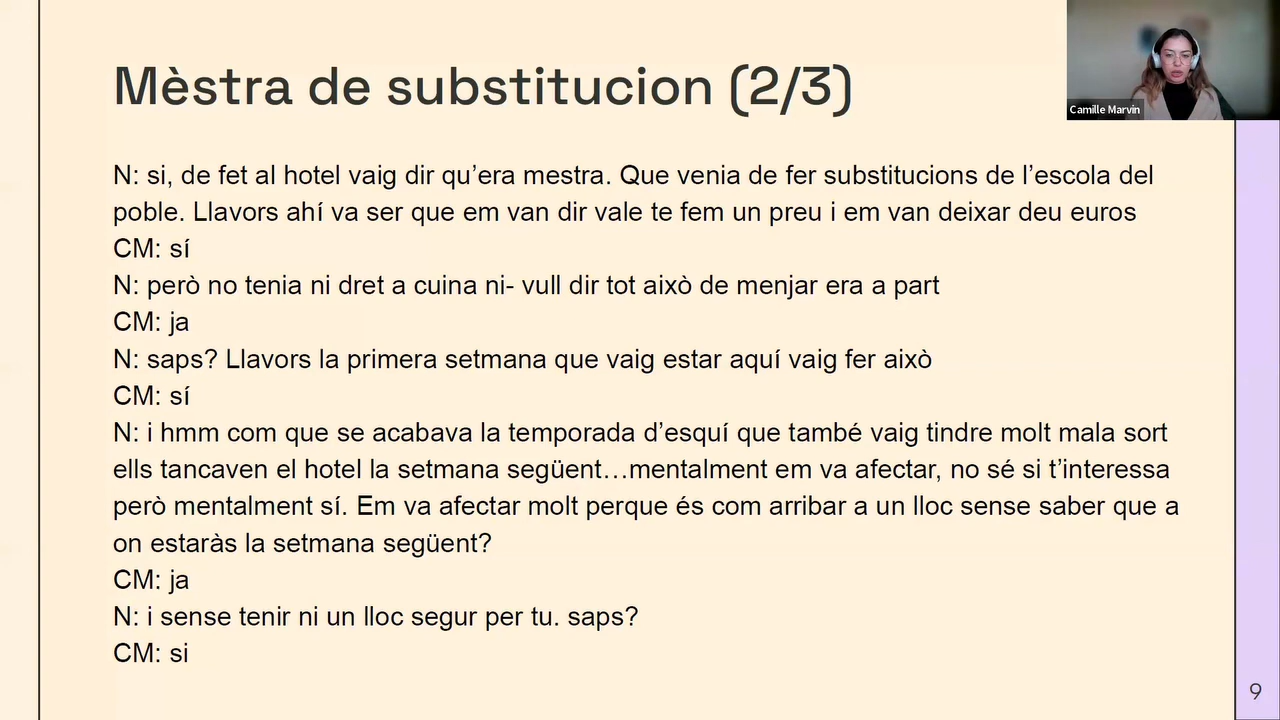 Mèstra de substitucion (2/3)
Camille Marvin
N: si, de fet al hotel vaig dir qu’era mestra. Que venia de fer substitucions de l’escola del
poble. Llavors ahí va ser que em van dir vale te fem un preu i em van deixar deu euros
CM: sí
N: però no tenia ni dret a cuina ni- vull dir tot això de menjar era a part
CM: ja
N: saps? Llavors la primera setmana que vaig estar aquí vaig fer això
CM: sí
N: i hmm com que se acabava la temporada d’esquí que també vaig tindre molt mala sort
ells tancaven el hotel la setmana següent…mentalment em va afectar, no sé si t’interessa
però mentalment sí. Em va afectar molt perque és com arribar a un lloc sense saber que a
on estaràs la setmana següent?
CM: ja
N: i sense tenir ni un lloc segur per tu. saps?
CM: si
9